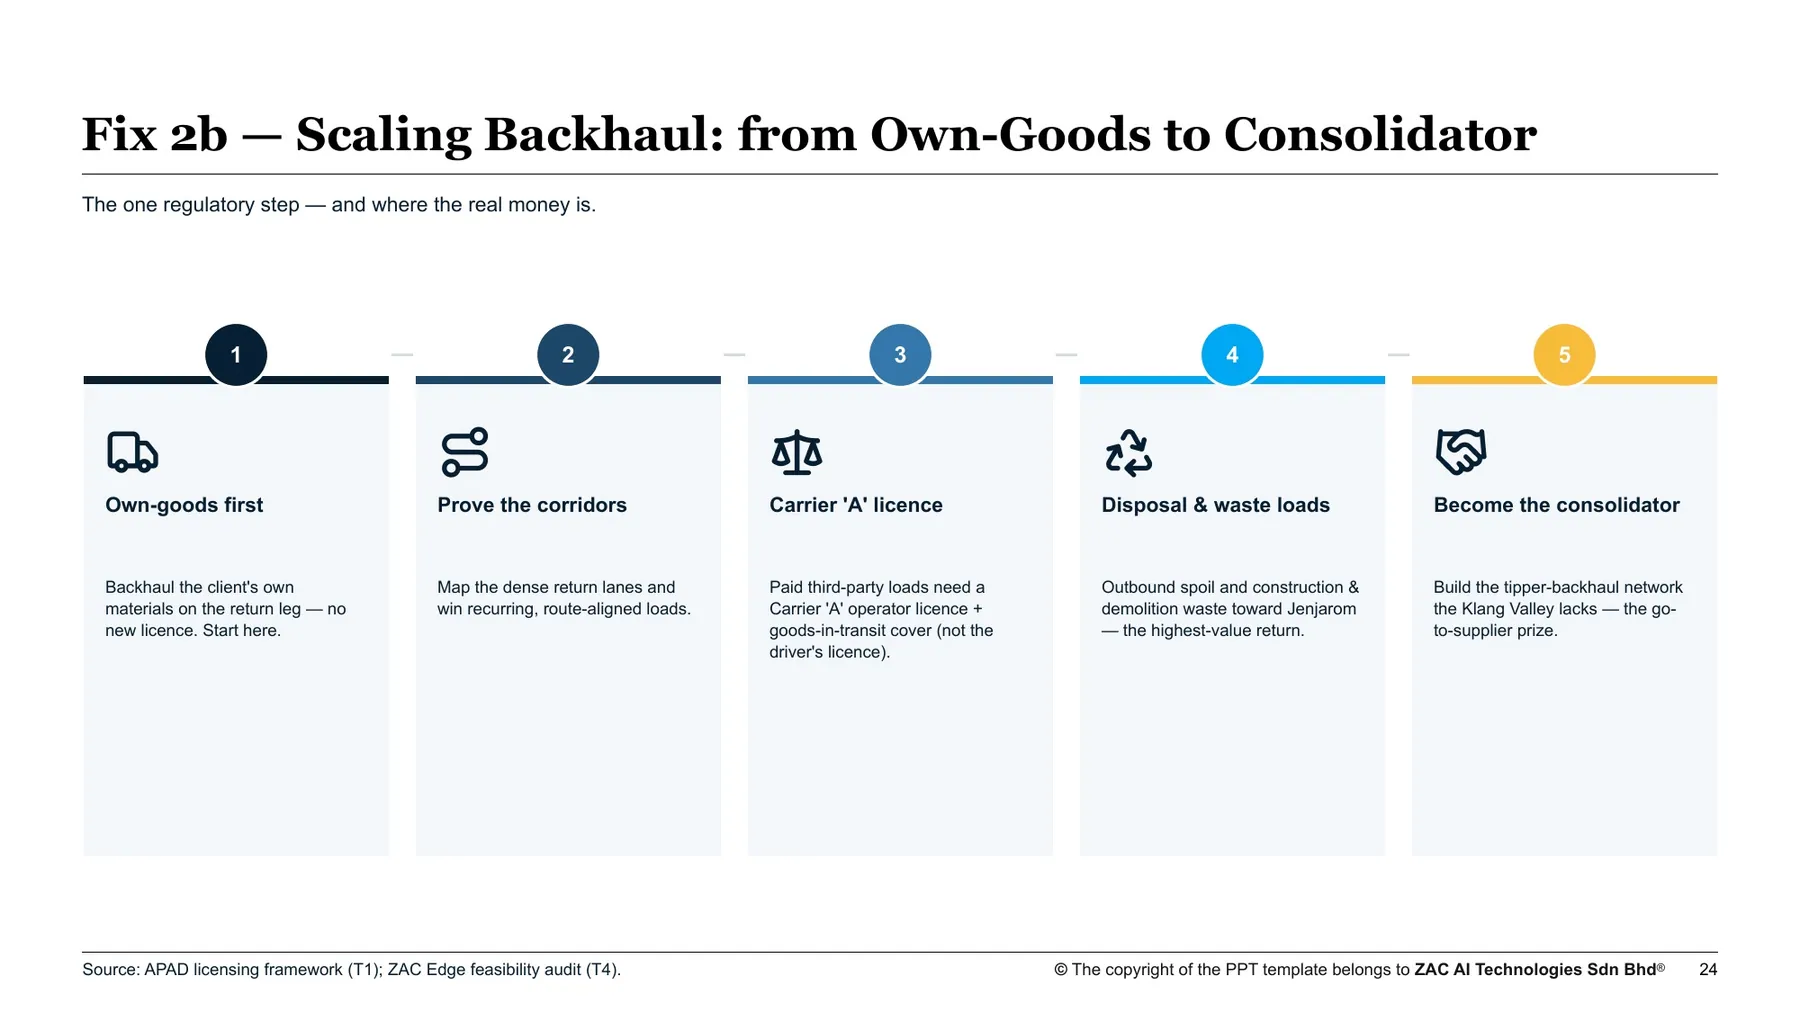 Fix 2b — Scaling Backhaul: from Own-Goods to Consolidator
The one regulatory step — and where the real money is.
1
Own-goods first
Backhaul the client's own
materials on the return leg — no
new licence. Start here.
2
Prove the corridors
Map the dense return lanes and
win recurring, route-aligned loads.
3
Carrier 'A' licence
Paid third-party loads need a
Carrier 'A' operator licence +
goods-in-transit cover (not the
driver's licence).
4
Disposal & waste loads
Outbound spoil and construction &
demolition waste toward Jenjarom
— the highest-value return.
5
Become the consolidator
Build the tipper-backhaul network
the Klang Valley lacks — the go-
to-supplier prize.
Source: APAD licensing framework (T1); ZAC Edge feasibility audit (T4).
© The copyright of the PPT template belongs to ZAC AI Technologies Sdn Bhd®
24